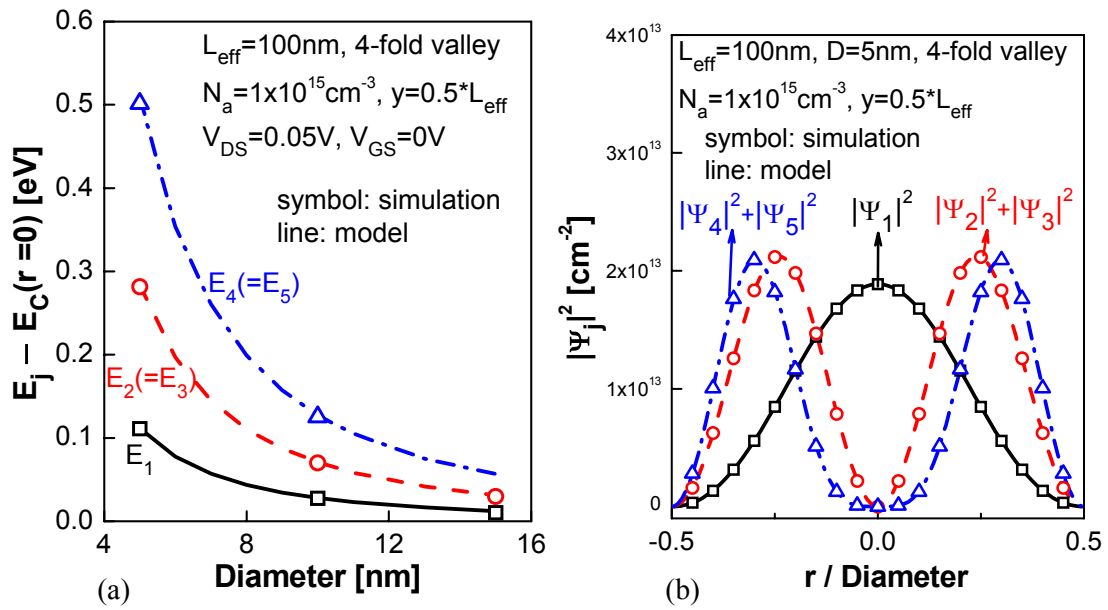 0.6
0.5
0.4
0.3
0.2
0.1
0.0
4
8
12
16
E_j – E_C(r =0) [eV]
Diameter [nm]
L_eff=100nm, 4-fold valley
N_a=1x10^15cm^-3, y=0.5*L_eff
V_DS=0.05V, V_GS=0V
symbol: simulation
line: model
E_4(=E_5)
E_2(=E_3)
E_1
(a)
4x10^13
3x10^13
2x10^13
1x10^13
0
-0.5
0.0
0.5
|Ψ_j|^2 [cm^-2]
r / Diameter
L_eff=100nm, D=5nm, 4-fold valley
N_a=1x10^15cm^-3, y=0.5*L_eff
symbol: simulation
line: model
|Ψ_4|^2+|Ψ_5|^2
|Ψ_1|^2
|Ψ_2|^2+|Ψ_3|^2
(b)